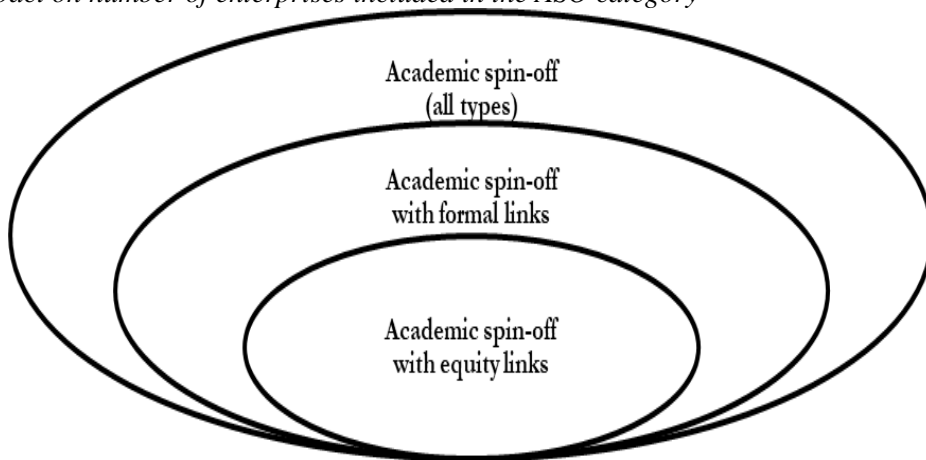 on number of enterprises included in the ASO category
Academic spin-off
(all types)
Academic spin-off
with formal links
Academic spin-off
with equity links